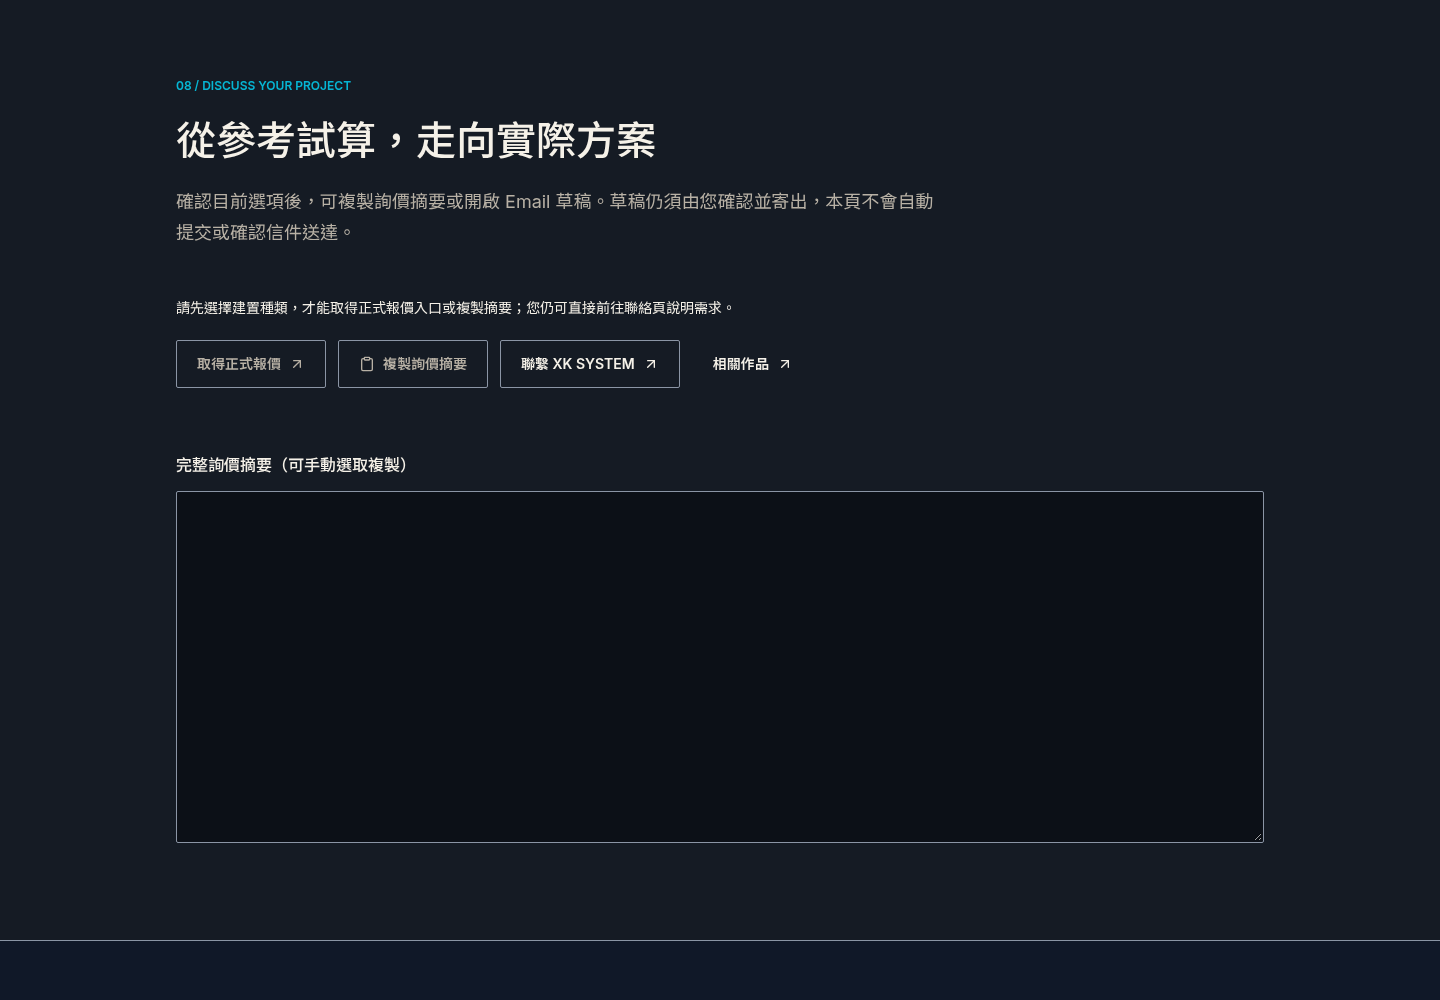 08 / DISCUSS YOUR PROJECT
從參考試算，走向實際方案
確認目前選項後，可複製詢價摘要或開啟 Email 草稿。草稿仍須由您確認並寄出，本頁不會自動
提交或確認信件送達。
請先選擇建置種類，才能取得正式報價入口或複製摘要；您仍可直接前往聯絡頁說明需求。
取得正式報價
複製詢價摘要
聯繫 XK SYSTEM
相關作品
完整詢價摘要（可手動選取複製）